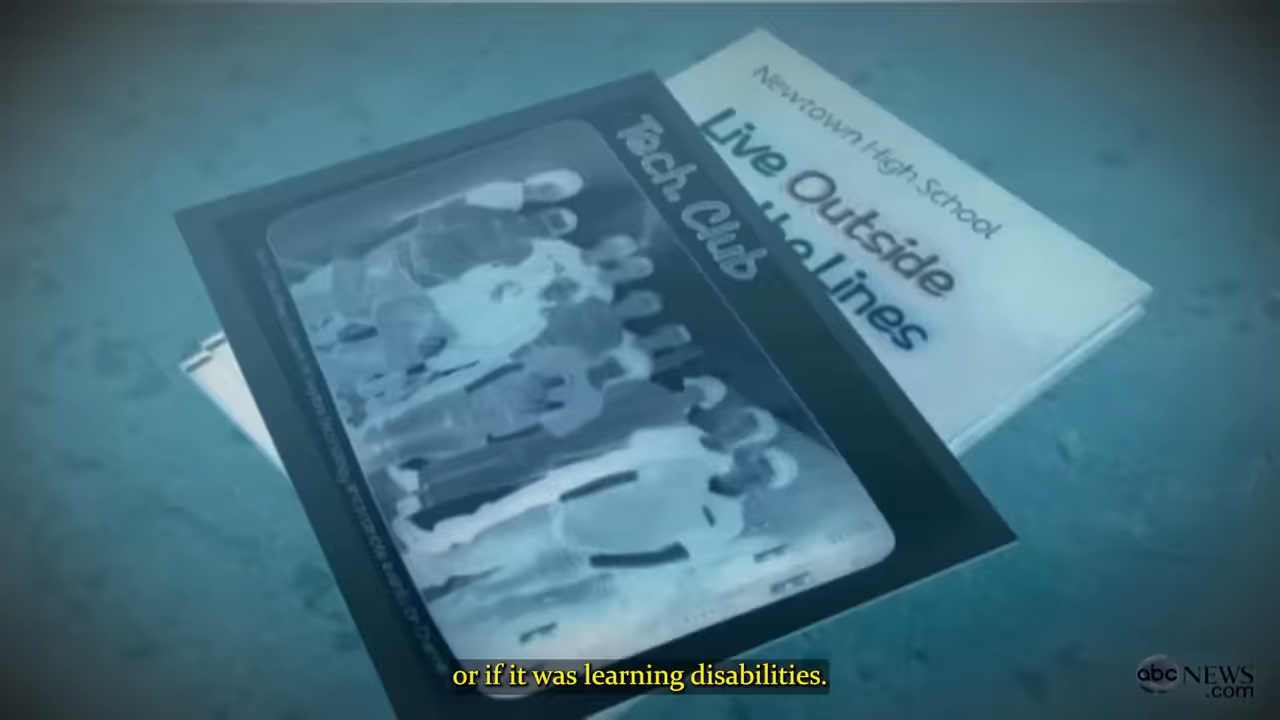 Newtown High School
Live Outside
the Lines
Tech. Club
or if it was learning disabilities.
abc NEWS
.com